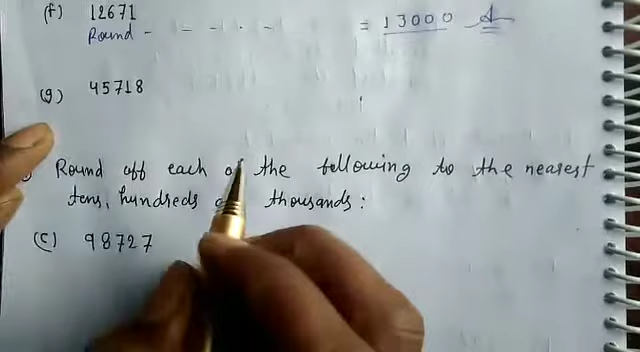 (f) 12671
Round - - - - - = 13000
(g) 45718
Round off each of the following to the nearest
tens, hundreds thousands:
(c) 98727